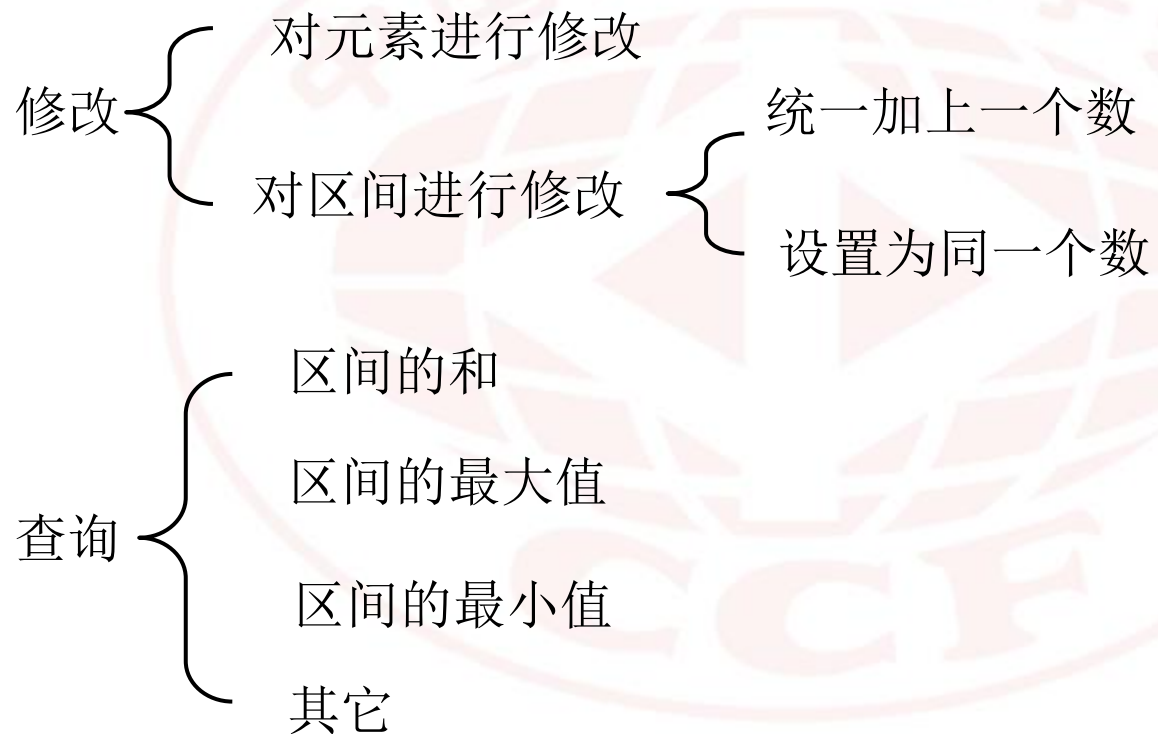 对元素进行修改
修改
统一加上一个数
对区间进行修改
设置为同一个数
区间的和
区间的最大值
查询
区间的最小值
其它
CCF